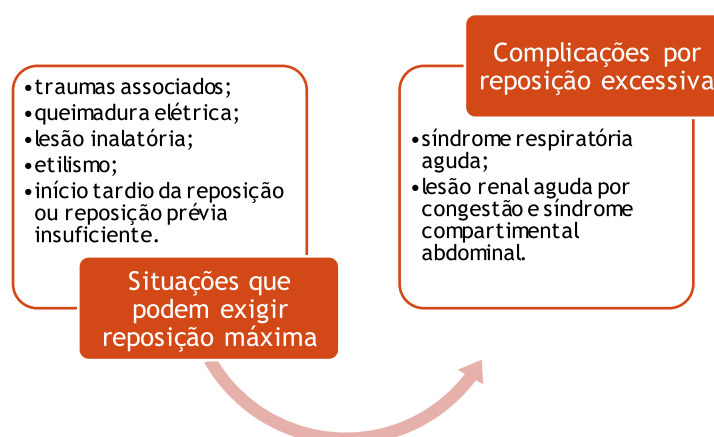 •traumas associados;
•queimadura elétrica;
•lesão inalatória;
•etilismo;
•início tardio da reposição
ou reposição prévia
insuficiente.
Situações que
podem exigir
reposição máxima
Complicações por
reposição excessiva
•síndrome respiratória
aguda;
•lesão renal aguda por
congestão e síndrome
compartimental
abdominal.